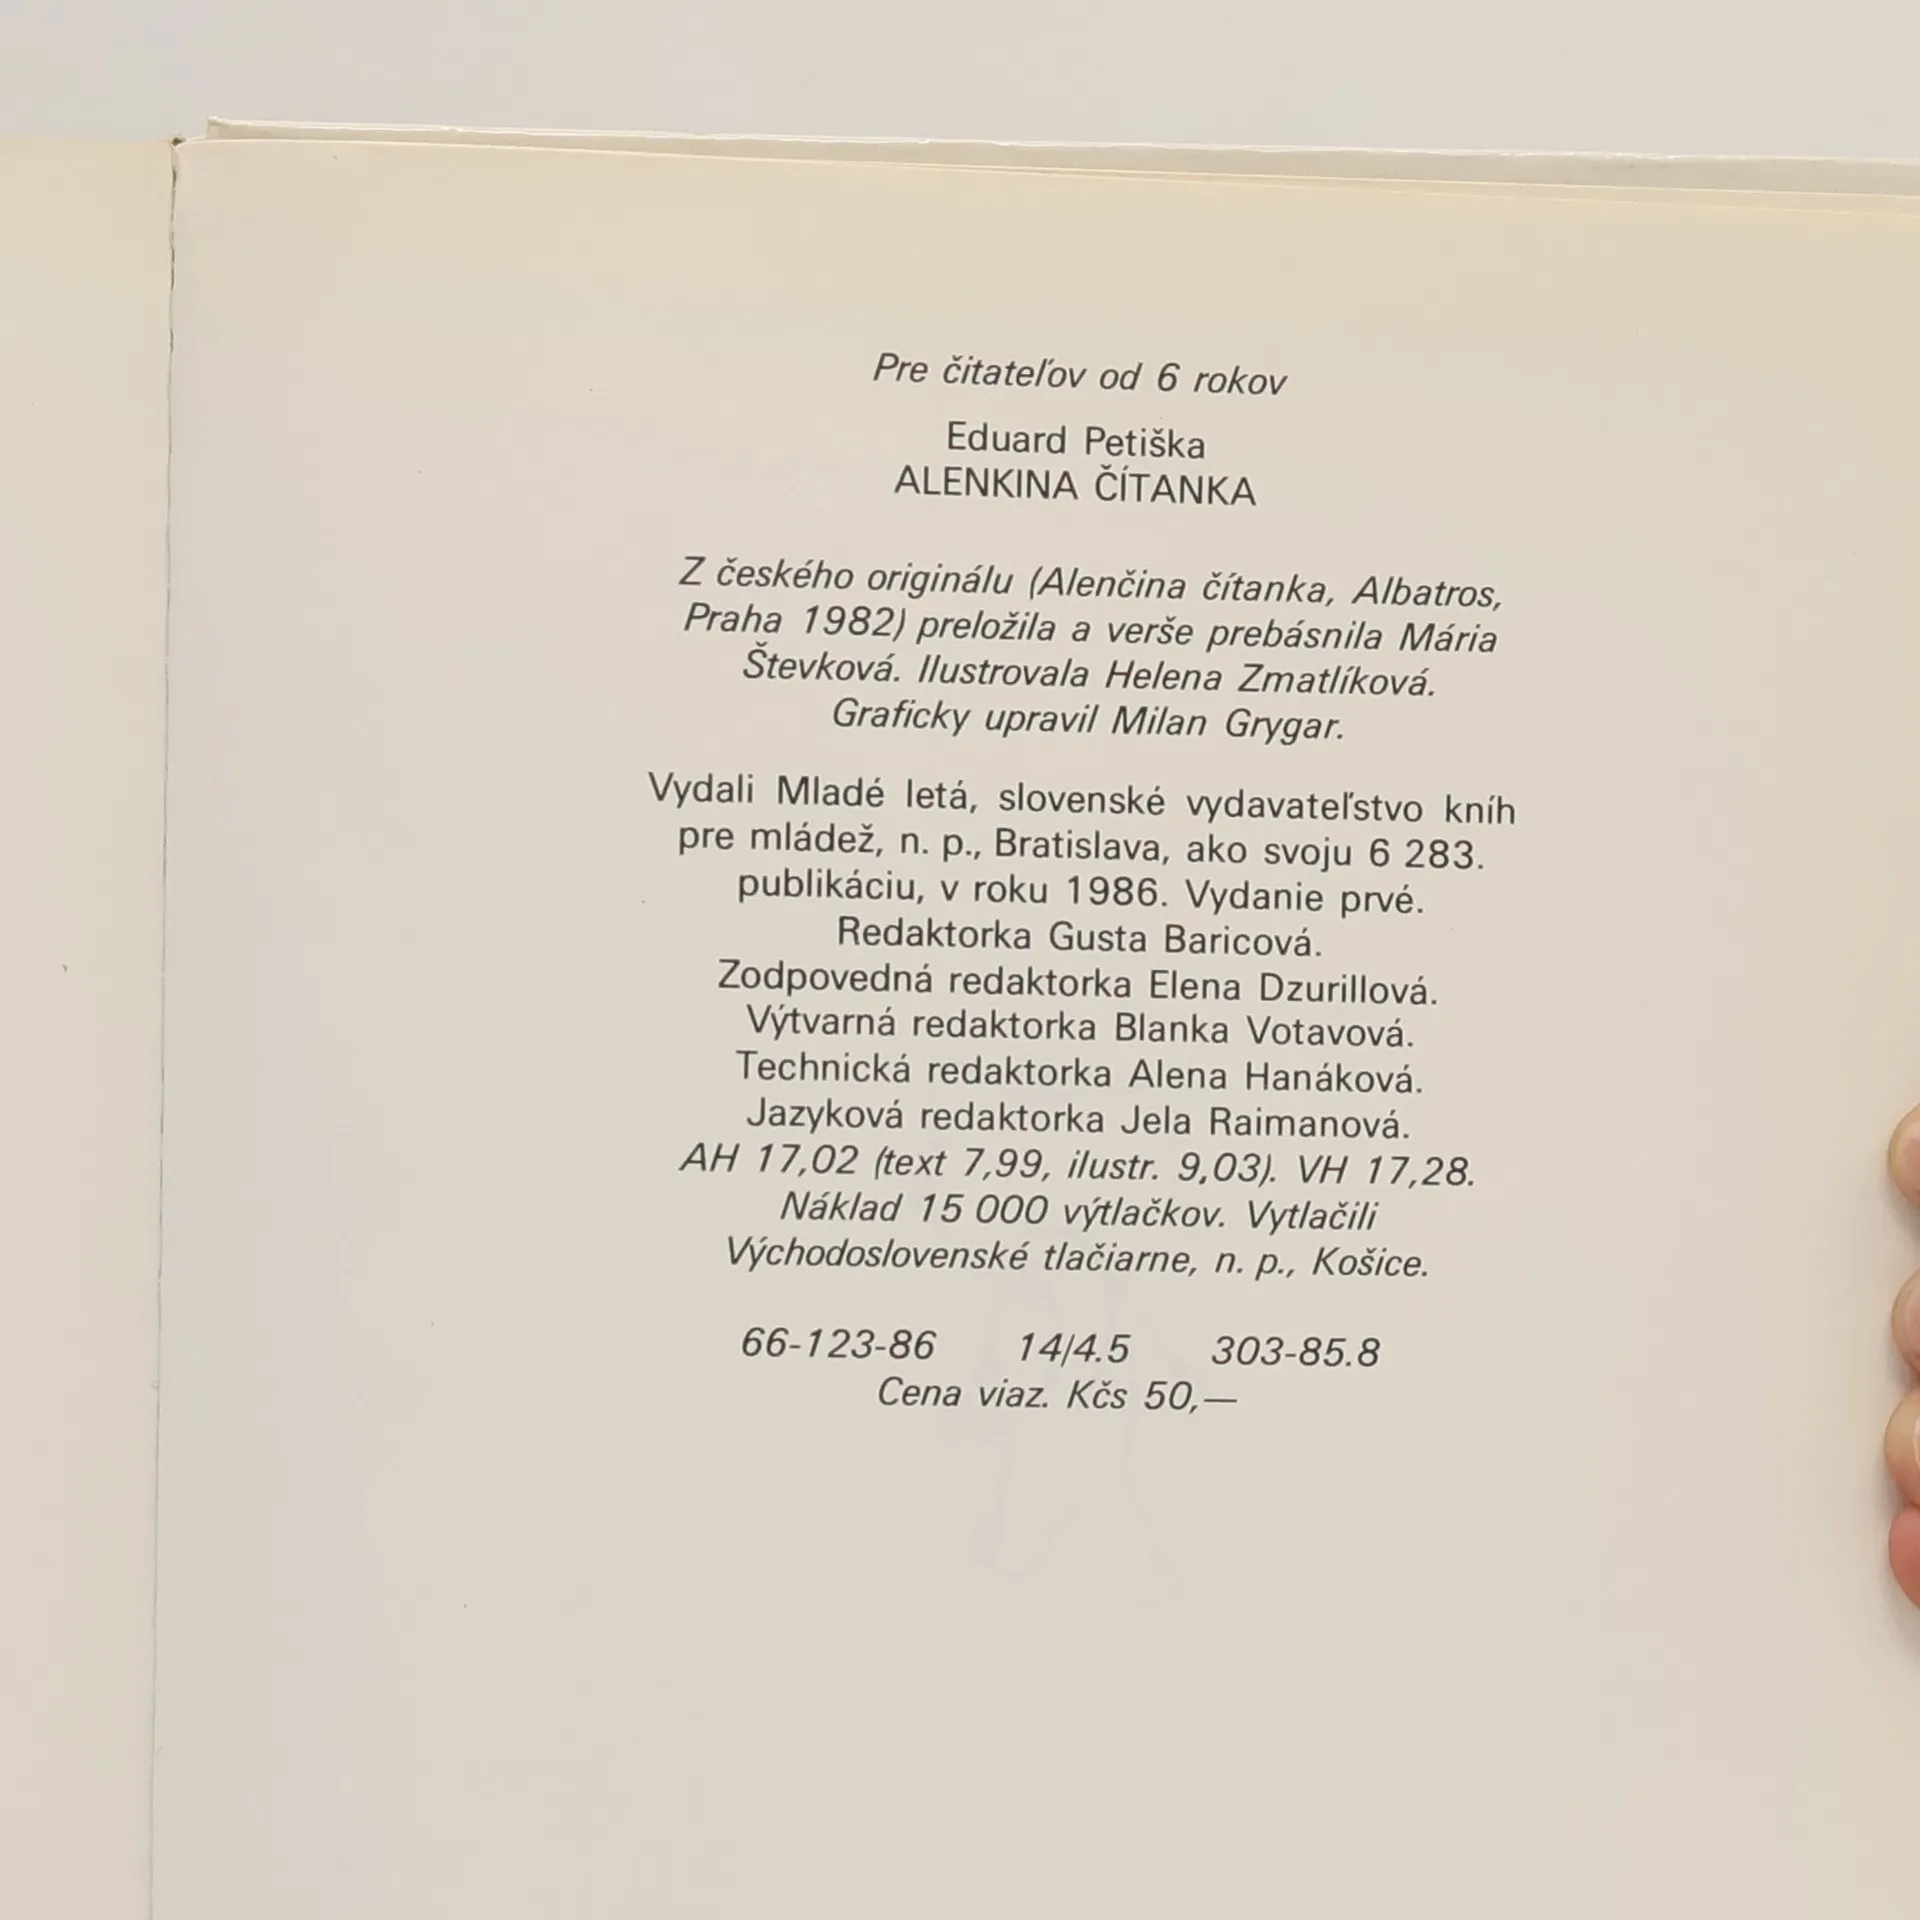 Pre čitateľov od 6 rokov
Eduard Petiška
ALENKINA ČÍTANKA
Z českého originálu (Alenčina čítanka, Albatros,
Praha 1982) preložila a verše prebásnila Mária
Števková. Ilustrovala Helena Zmatlíková.
Graficky upravil Milan Grygar.
Vydali Mladé letá, slovenské vydavateľstvo kníh
pre mládež, n. p., Bratislava, ako svoju 6 283.
publikáciu, v roku 1986. Vydanie prvé.
Redaktorka Gusta Baricová.
Zodpovedná redaktorka Elena Dzurillová.
Výtvarná redaktorka Blanka Votavová.
Technická redaktorka Alena Hanáková.
Jazyková redaktorka Jela Raimanová.
AH 17,02 (text 7,99, ilustr. 9,03). VH 17,28.
Náklad 15 000 výtlačkov. Vytlačili
Východoslovenské tlačiarne, n. p., Košice.
66-123-86 14/4.5 303-85.8
Cena viaz. Kčs 50,—